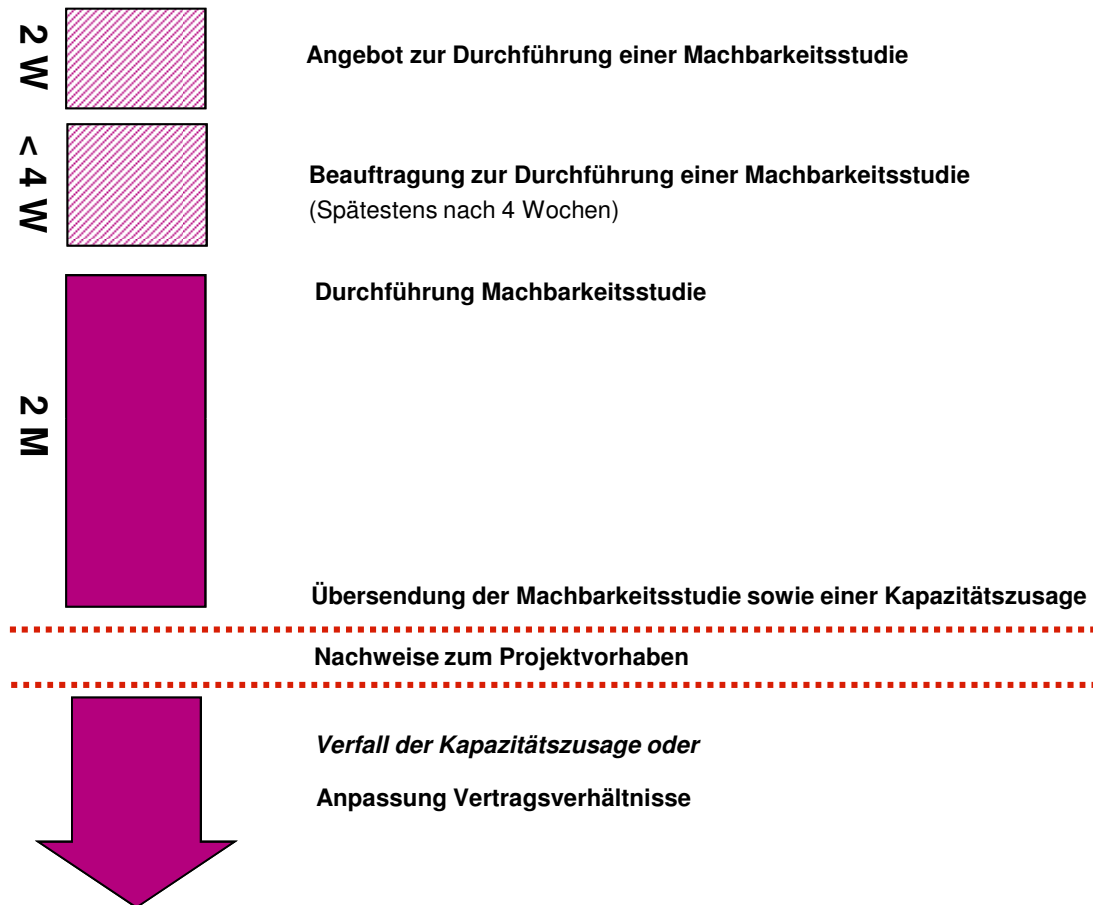 2 W
Angebot zur Durchführung einer Machbarkeitsstudie
< 4 W
Beauftragung zur Durchführung einer Machbarkeitsstudie
(Spätestens nach 4 Wochen)
Durchführung Machbarkeitsstudie
2 M
Übersendung der Machbarkeitsstudie sowie einer Kapazitätszusage
Nachweise zum Projektvorhaben
Verfall der Kapazitätszusage oder
Anpassung Vertragsverhältnisse